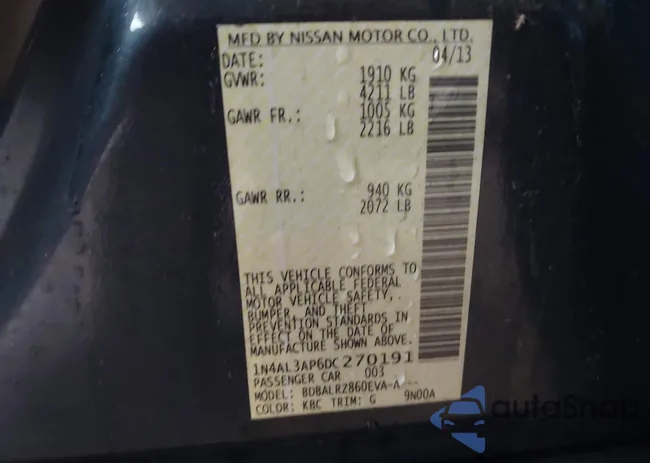 MFD BY NISSAN MOTOR CO., LTD.
DATE: 04/13
GVWR: 1910 KG
4211 LB
GAWR FR.: 1005 KG
2216 LB
GAWR RR.: 940 KG
2072 LB
THIS VEHICLE CONFORMS TO
ALL APPLICABLE FEDERAL
MOTOR VEHICLE SAFETY,
BUMPER, AND THEFT
PREVENTION STANDARDS IN
EFFECT ON THE DATE OF
MANUFACTURE SHOWN ABOVE.
1N4AL3AP6DC270191
PASSENGER CAR 003
MODEL: BDBALRZ860EVA-A--
COLOR: KBC TRIM: G 9N00A
autoSnap